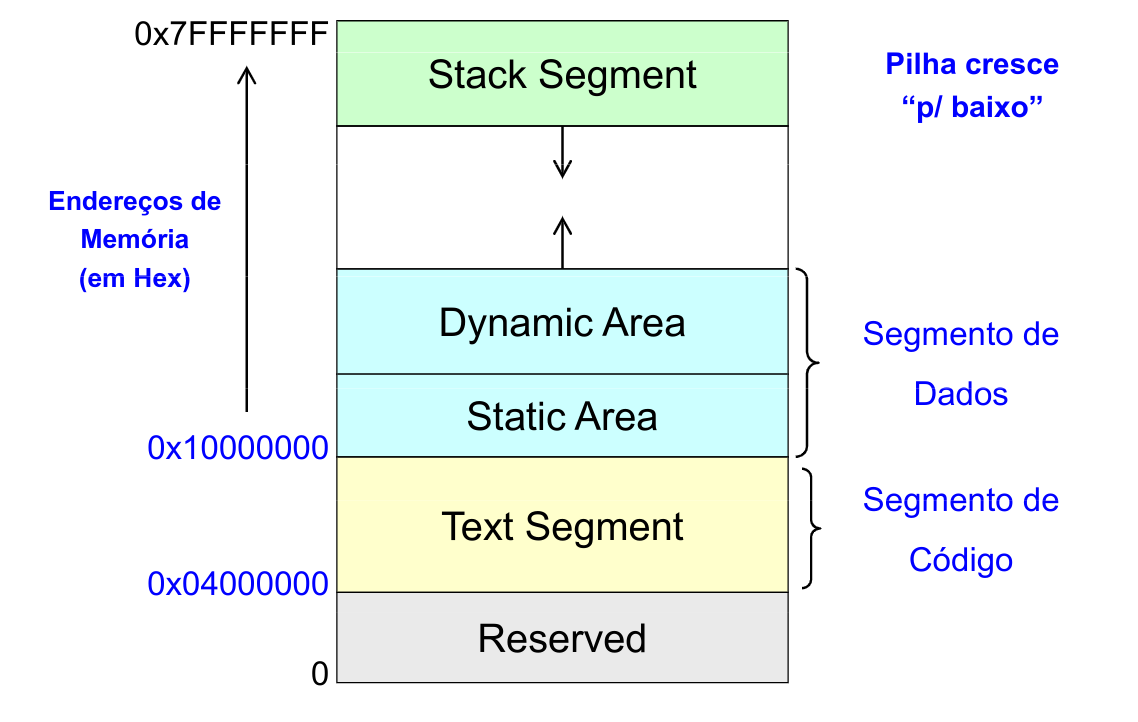 0x7FFFFFFF
Stack Segment
Pilha cresce
“p/ baixo”
Endereços de
Memória
(em Hex)
Dynamic Area
Segmento de
Dados
Static Area
0x10000000
Text Segment
Segmento de
Código
0x04000000
Reserved
0